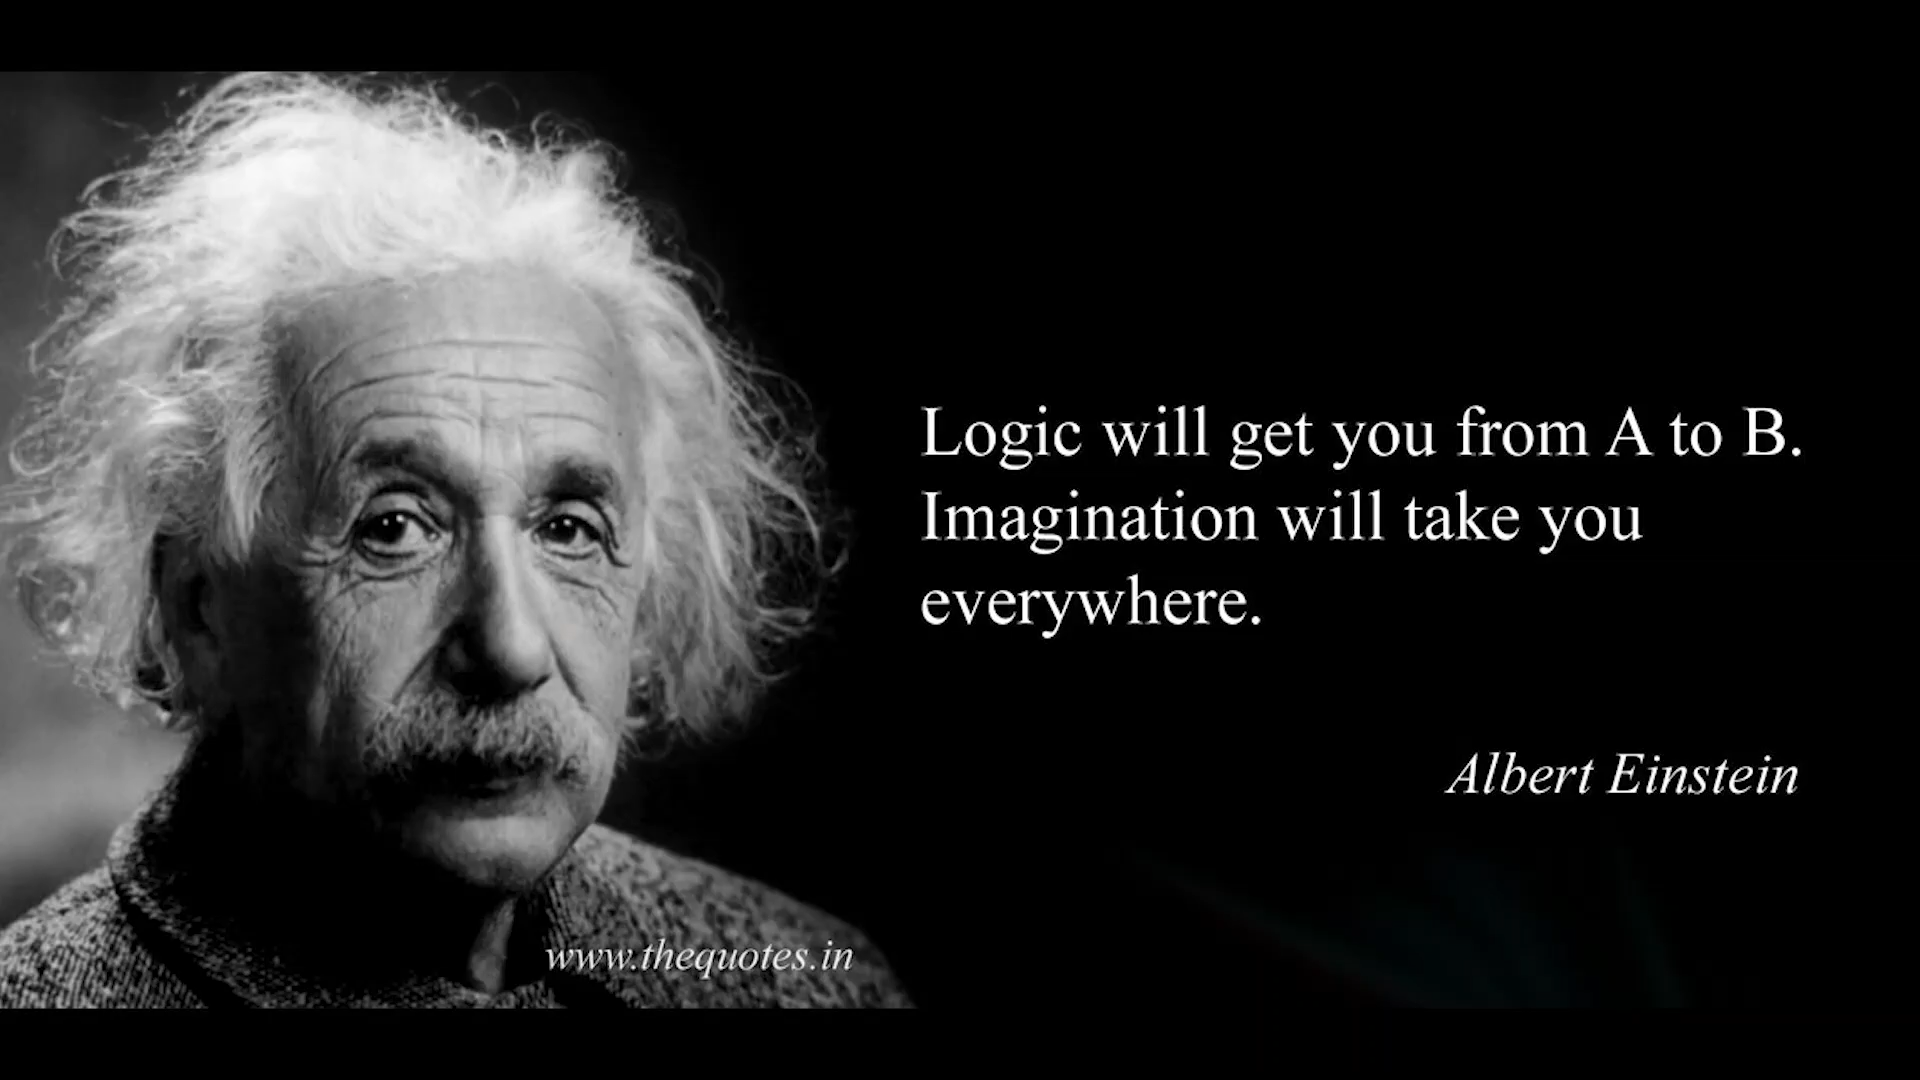 Logic will get you from A to B.
Imagination will take you
everywhere.
Albert Einstein
www.thequotes.in